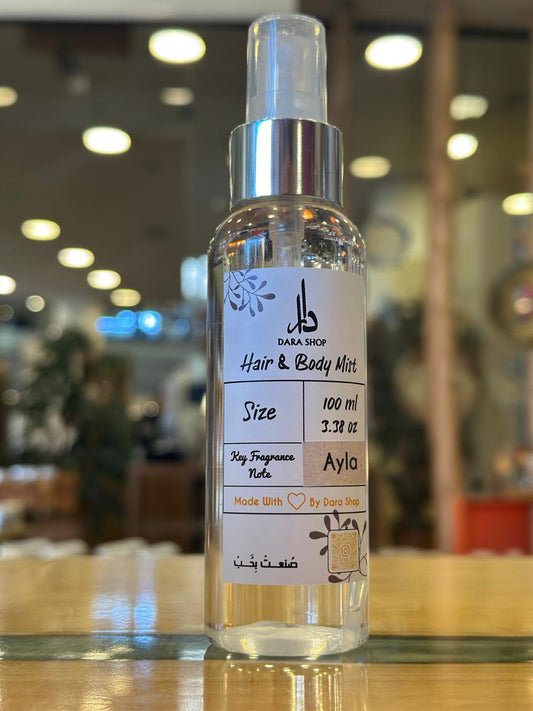 دار
DARA SHOP
Hair & Body Mist
Size
100 ml
3.38 oz
Key Fragrance
Note
Ayla
Made With By Dara Shop
صُنعتْ بِحُبْ